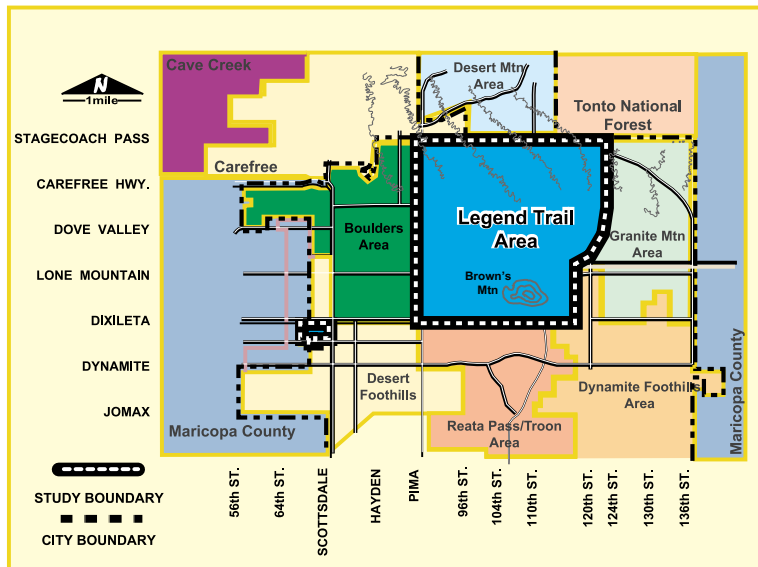 Cave Creek
Desert Mtn
Area
N
1mile
Tonto National
Forest
STAGECOACH PASS
Carefree
CAREFREE HWY.
Legend Trail
Area
DOVE VALLEY
Boulders
Area
Granite Mtn
Area
LONE MOUNTAIN
Brown's
Mtn
DIXILETA
DYNAMITE
Desert
Foothills
Dynamite Foothills
Area
Maricopa County
JOMAX
Maricopa County
Reata Pass/Troon
Area
STUDY BOUNDARY
CITY BOUNDARY
56th ST.
64th ST.
SCOTTSDALE
HAYDEN
PIMA
96th ST.
104th ST.
110th ST.
120th ST.
124th ST.
130th ST.
136th ST.